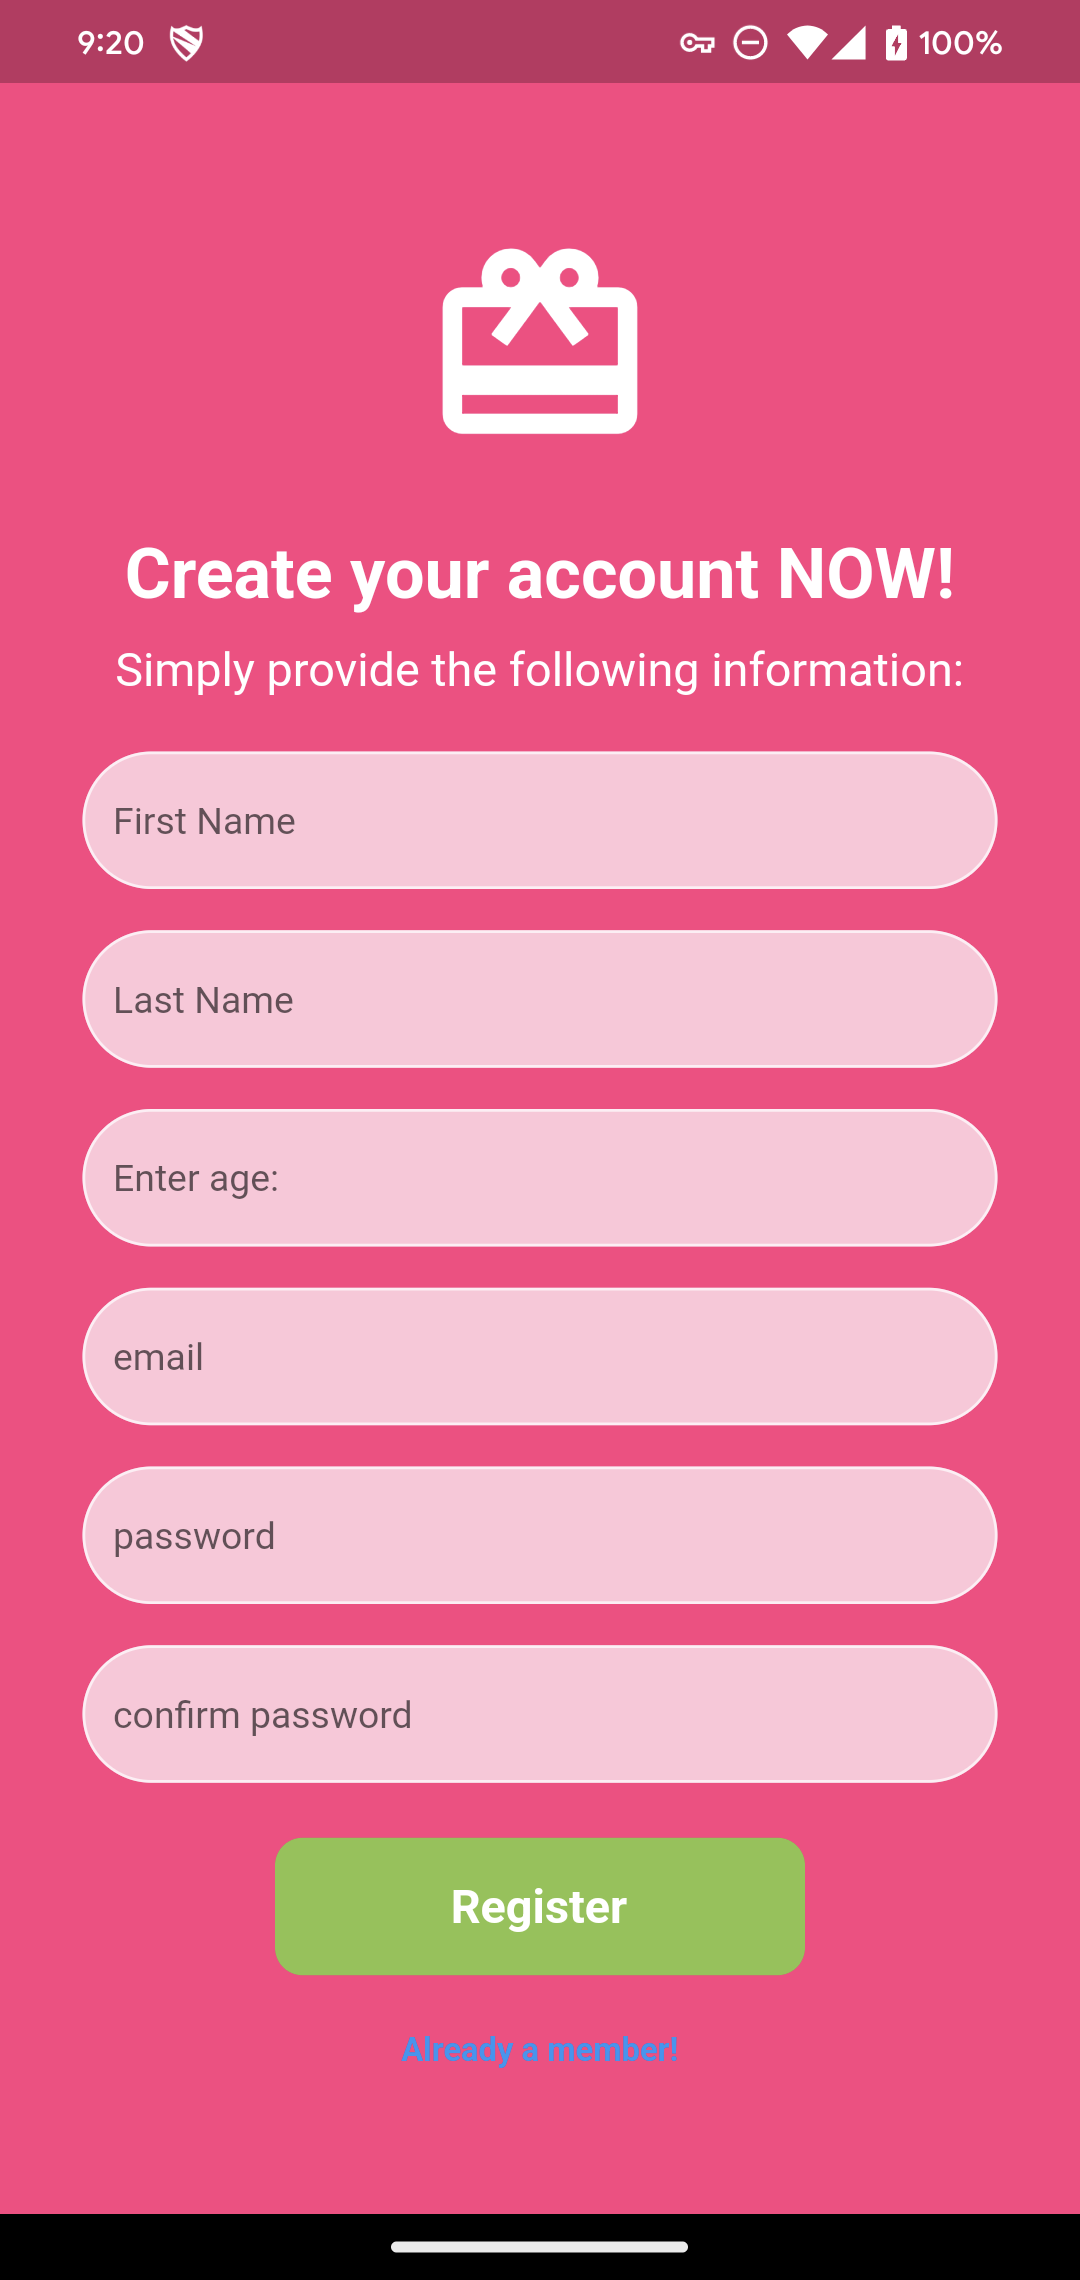 9:20 100%
Create your account NOW!
Simply provide the following information:
First Name
Last Name
Enter age:
email
password
confirm password
Register
Already a member!